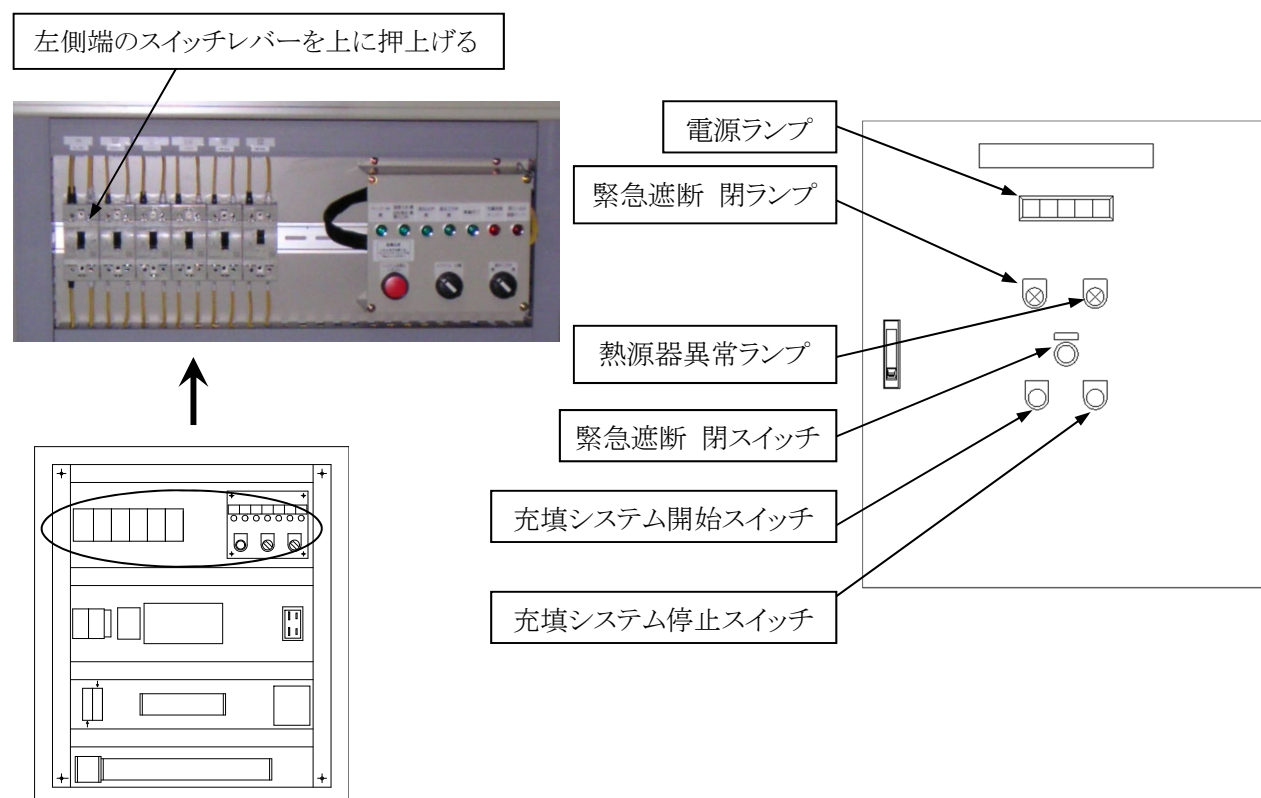 左側端のスイッチレバーを上に押上げる
電源ランプ
緊急遮断 閉ランプ
熱源器異常ランプ
緊急遮断 閉スイッチ
充填システム開始スイッチ
充填システム停止スイッチ